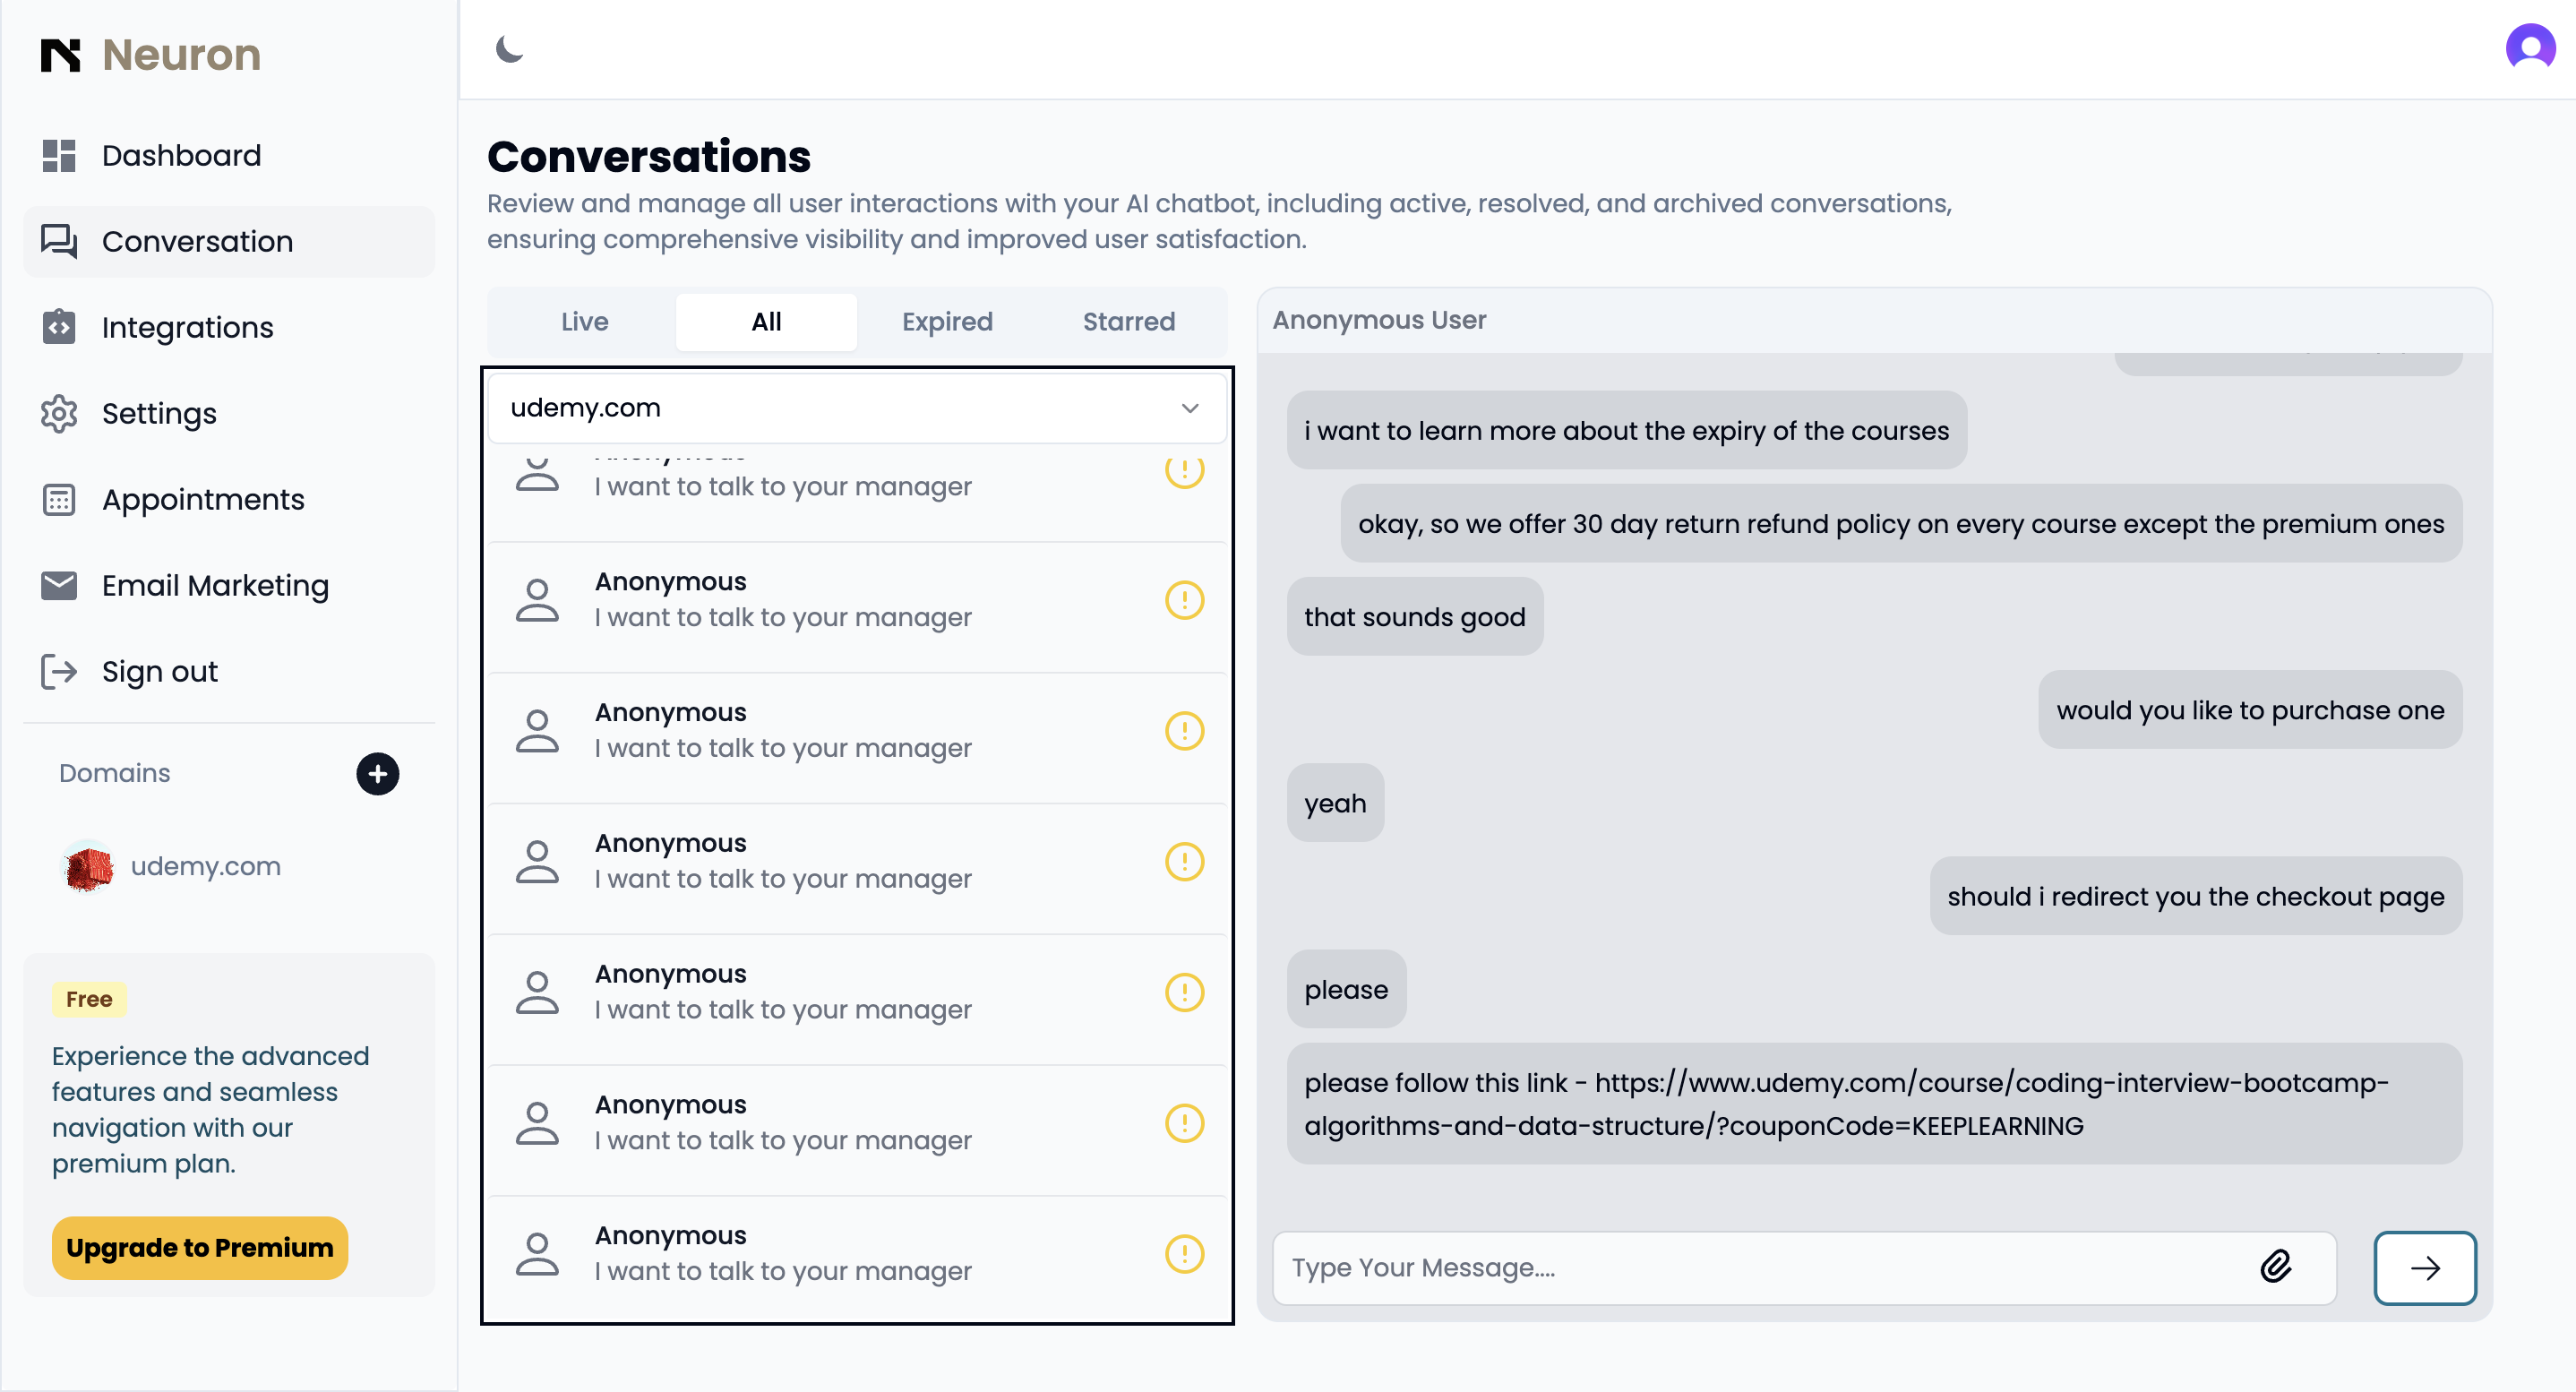 Neuron
Dashboard
Conversation
Integrations
Settings
Appointments
Email Marketing
Sign out
Domains
udemy.com
Free
Experience the advanced
features and seamless
navigation with our
premium plan.
Upgrade to Premium
Conversations
Review and manage all user interactions with your AI chatbot, including active, resolved, and archived conversations,
ensuring comprehensive visibility and improved user satisfaction.
Live All Expired Starred
udemy.com
Anonymous
I want to talk to your manager
Anonymous
I want to talk to your manager
Anonymous
I want to talk to your manager
Anonymous
I want to talk to your manager
Anonymous
I want to talk to your manager
Anonymous
I want to talk to your manager
Anonymous
I want to talk to your manager
Anonymous User
i want to learn more about the expiry of the courses
okay, so we offer 30 day return refund policy on every course except the premium ones
that sounds good
would you like to purchase one
yeah
should i redirect you the checkout page
please
please follow this link - https://www.udemy.com/course/coding-interview-bootcamp-
algorithms-and-data-structure/?couponCode=KEEPLEARNING
Type Your Message....